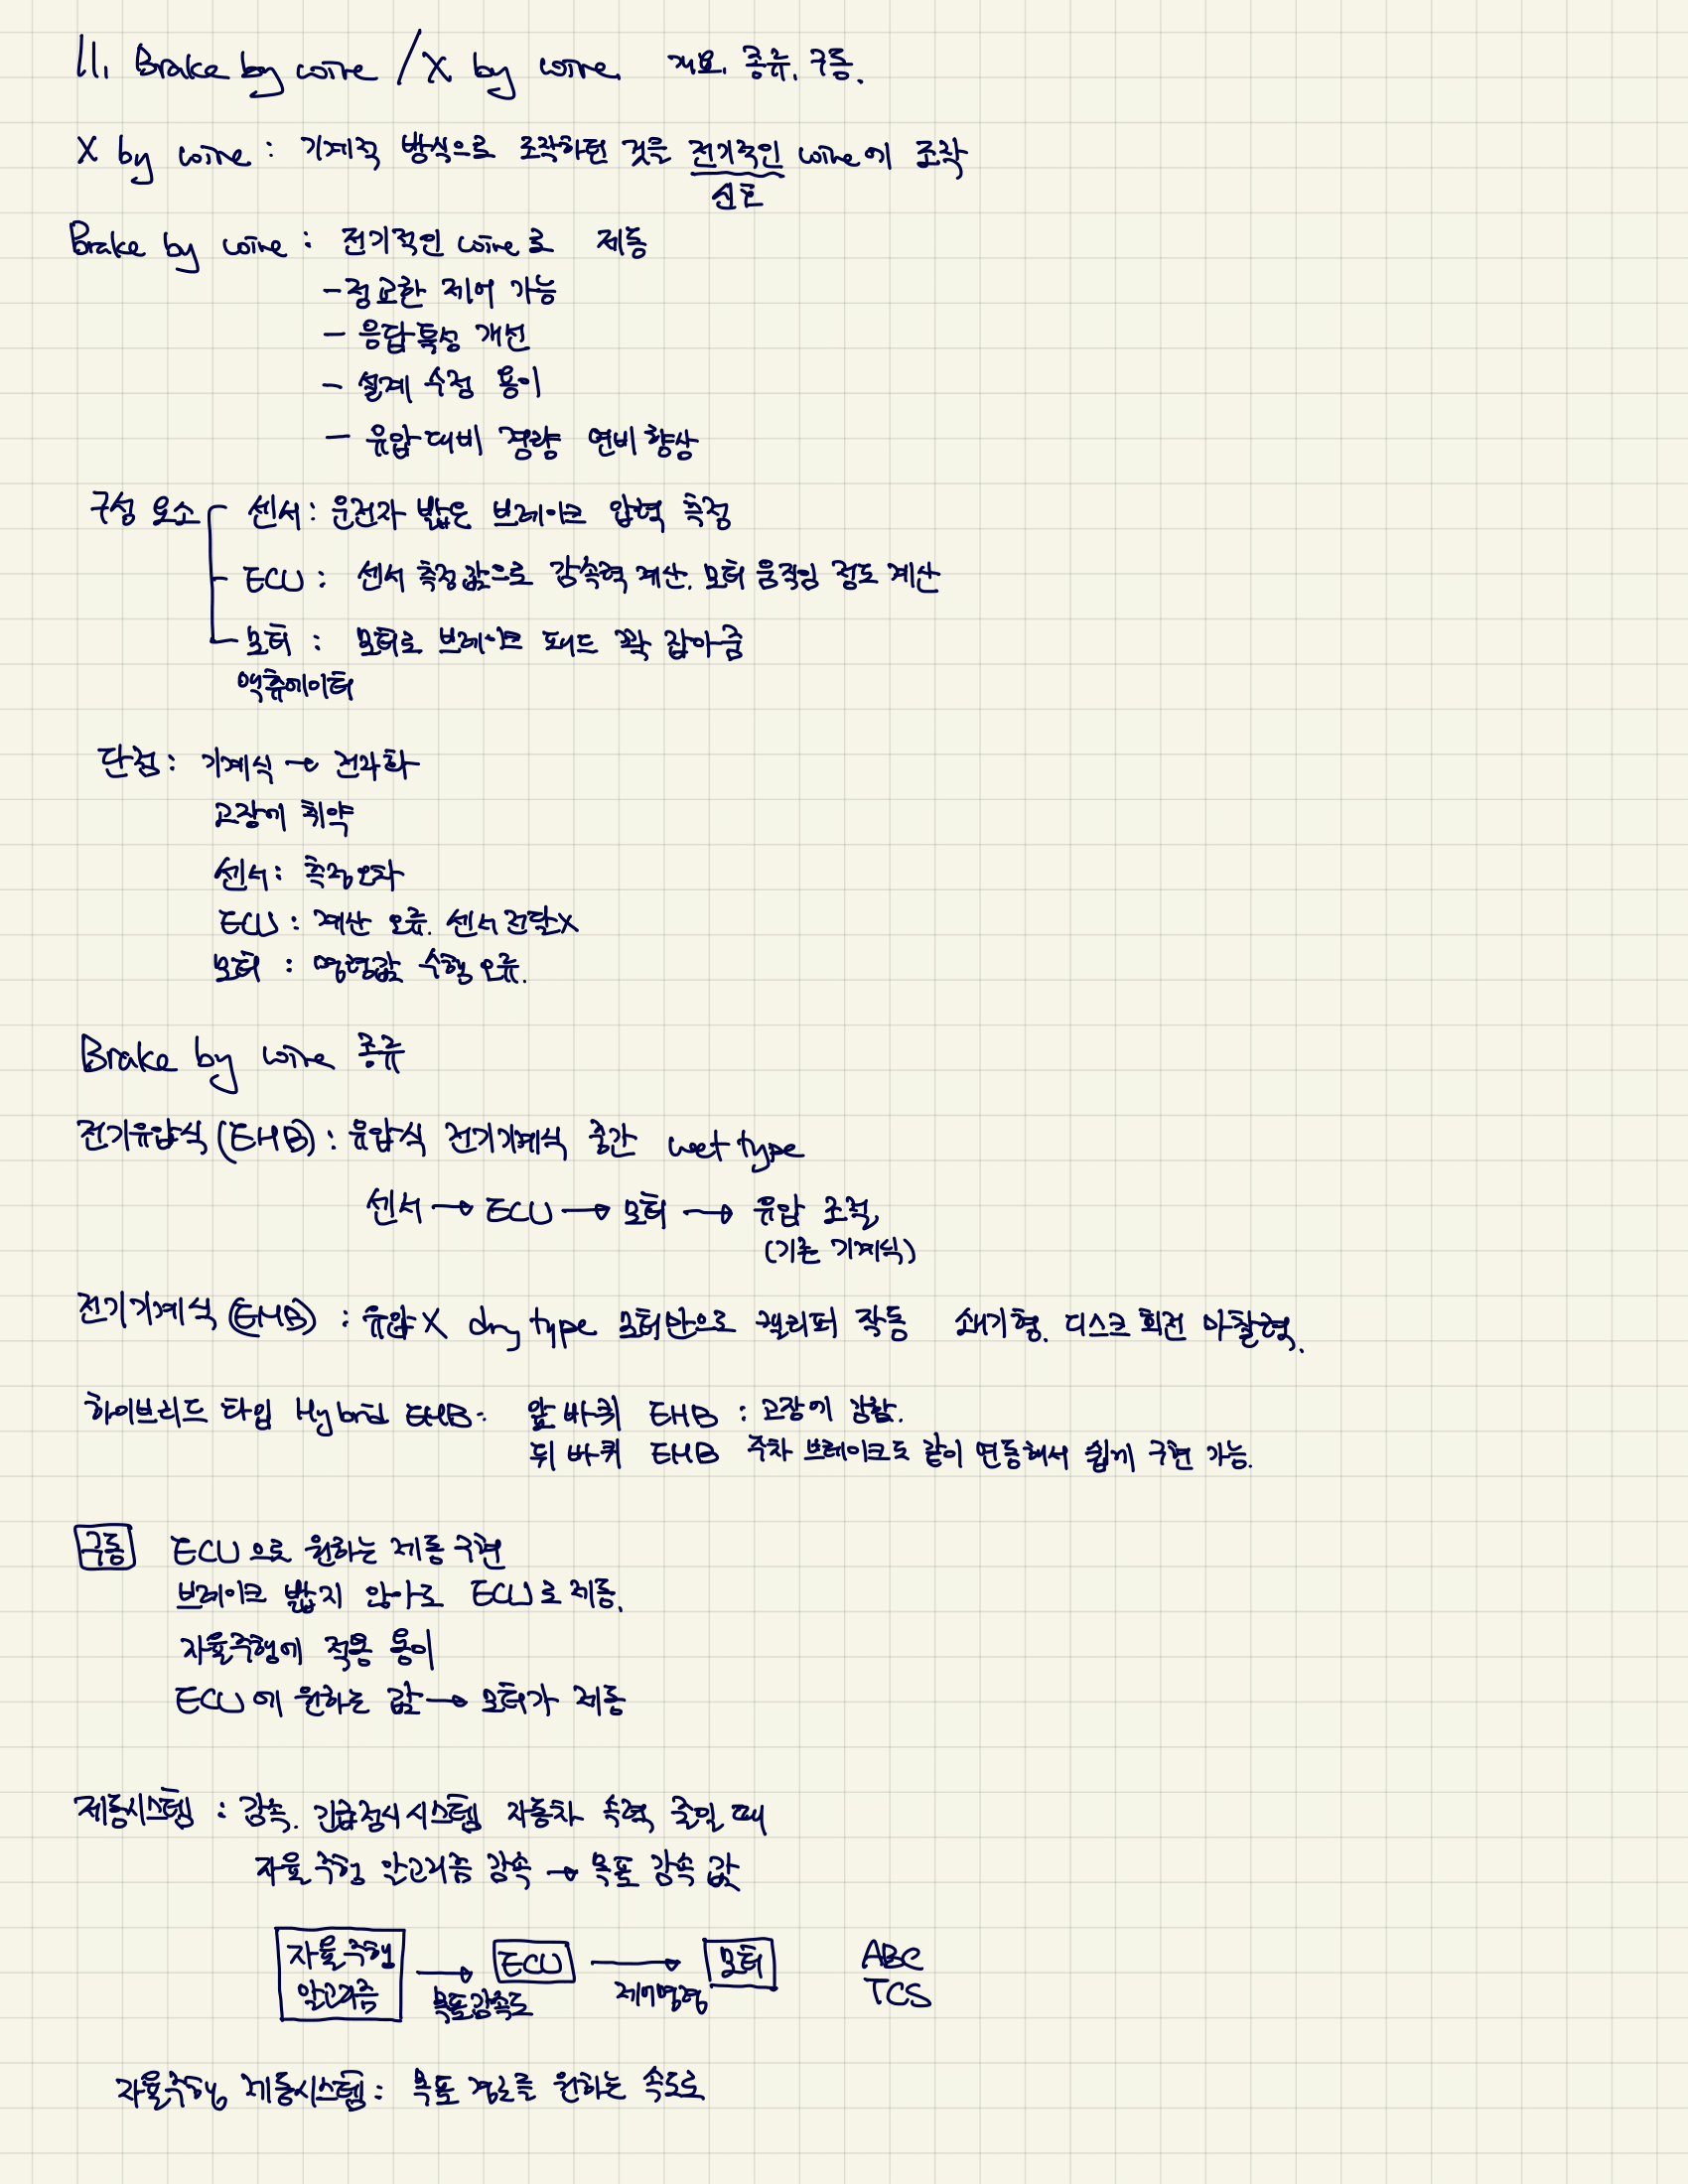 11. Brake by wire / X by wire 개요. 종류. 구동.
X by wire : 기계적 방식으로 조작하던 것을 전기적인 wire에 조작
신호
Brake by wire : 전기적인 wire로 제동
- 정교한 제어 가능
- 응답특성 개선
- 설계 수정 용이
- 유압대비 경량 연비향상
구성 요소 센서 : 운전자 밟은 브레이크 압력 측정
ECU : 센서 측정값으로 감속력 계산. 모터 움직임 정도 계산
모터 : 모터로 브레이크 패드 꽉 잡아줌
액츄에이터
단점 : 기계식 → 전자화
고장에 취약
센서 : 측정오차
ECU : 계산 오류. 센서 전달X
모터 : 명령값 수행 오류.
Brake by wire 종류
전기유압식(EHB) : 유압식 전기기계식 중간 wet type
센서 → ECU → 모터 → 유압 조절
(기존 기계식)
전기기계식(EMB) : 유압X dry type 모터만으로 캘리퍼 작동 쐐기형. 디스크 회전 마찰력.
하이브리드 타입 Hybrid EMB. 앞 바퀴 EHB : 고장에 강함.
뒤 바퀴 EMB 주차 브레이크도 같이 연동해서 쉽게 구현 가능.
구동 ECU으로 원하는 제동 구현
브레이크 밟지 않아도 ECU로 제동.
자율주행에 적용 용이
ECU에 원하는 값 → 모터가 제동
제동시스템 : 감속. 긴급정지시스템 자동차 속력 줄일 때
자율주행 알고리즘 감속 → 목표 감속 값
자율주행 알고리즘 → ECU → 모터 ABC
목표감속도 제어명령 TCS
자율주행 제동시스템 : 목표 경로를 원하는 속도로